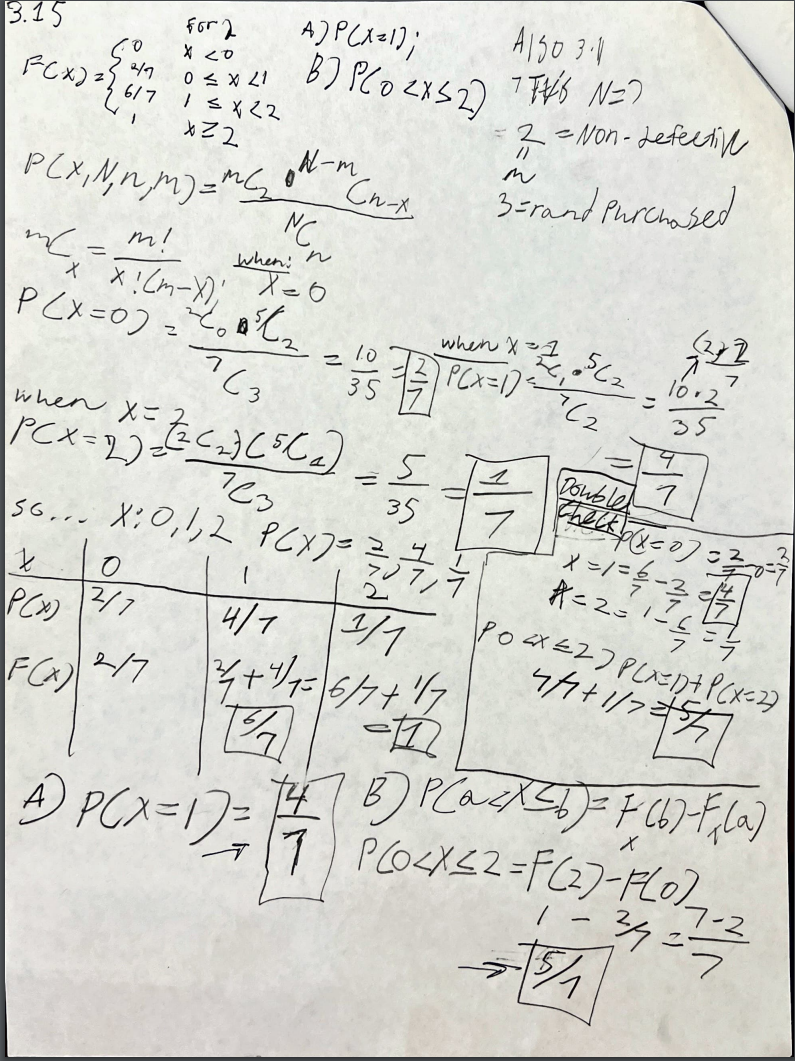 3.15
For 2
F(x) = { 0 x < 0
2/7 0 ≤ x < 1
6/7 1 ≤ x < 2
1 x ≥ 2
A) P(X=1);
B) P(0 < x ≤ 2)
Also 3.11
7 N=7
2 = Non-defective
"
m
3 = rand purchased
P(x,N,n,m) = mC2 • N-mCn-x / NCn
mCx = m! / x!(m-x)!
when:
X = 0
P(X=0) = 2C0 • 5C2 / 7C3 = 10/35 = 2/7
when x = 1
P(X=1) = 2C1 • 5C2 / 7C2 = 10•2/35
(2)•2/7
= 4/7
when x = 2
P(X=2) = (2C2)(5C1) / 7C3 = 5/35 = 1/7
so... X: 0,1,2 P(X) = 2/7, 4/7, 1/7
x 0 1 2
P(x) 2/7 4/7 1/7
F(x) 2/7 2/7 + 4/7 = 6/7 6/7 + 1/7 = 1
Double Check
P(X=0) = 2/7 - 0 = 2/7
X = 1 = 6/7 - 2/7 = 4/7
X = 2 = 1 - 6/7 = 1/7
P 0 < x ≤ 2) P(X=1) + P(X=2)
4/7 + 1/7 = 5/7
A) P(X=1) = → 4/7
B) P(a < X ≤ b) = Fx(b) - Fx(a)
P(0 < X ≤ 2 = F(2) - F(0)
1 - 2/7 = 7-2/7
→ 5/7